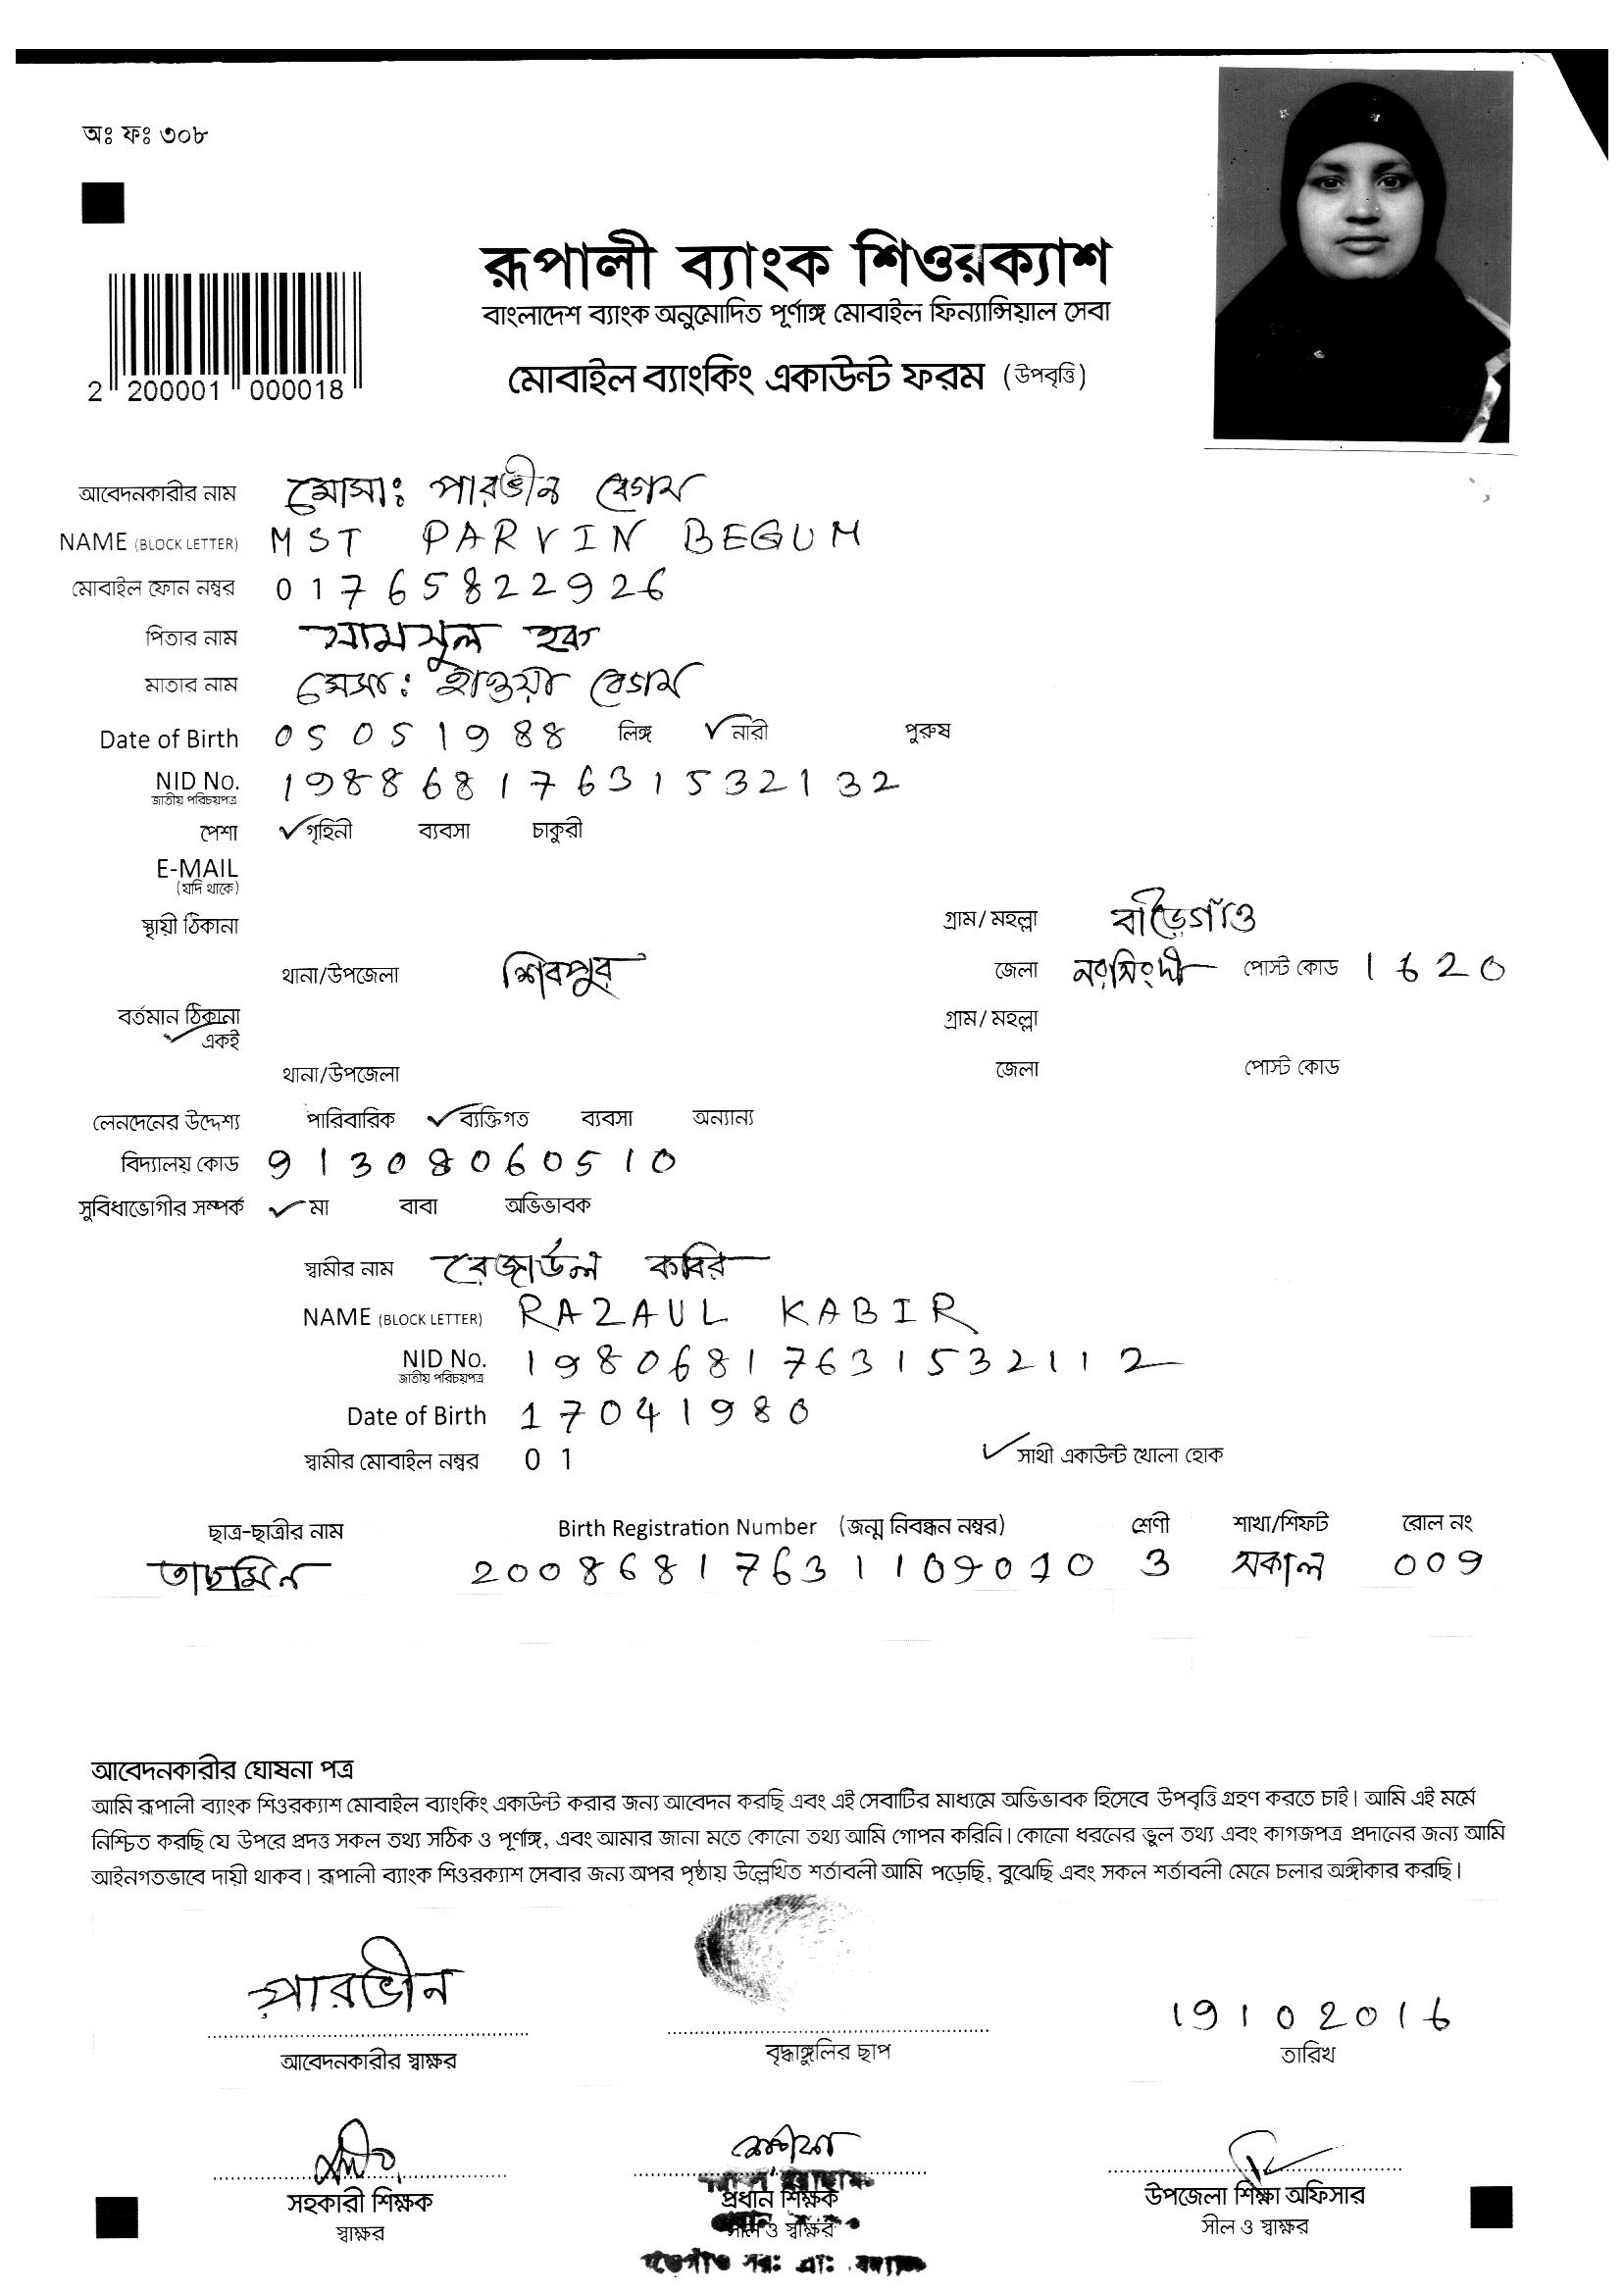 অঃ ফঃ ৩০৮
রূপালী ব্যাংক শিওরক্যাশ
বাংলাদেশ ব্যাংক অনুমোদিত পূর্ণাঙ্গ মোবাইল ফিন্যান্সিয়াল সেবা
মোবাইল ব্যাংকিং একাউন্ট ফরম (উপবৃত্তি)
2 200001 000018
আবেদনকারীর নাম মোসাঃ পারভীন বেগম
NAME (BLOCK LETTER) MST PARVIN BEGUM
মোবাইল ফোন নম্বর 01765822926
পিতার নাম সামসুল হক
মাতার নাম মোসাঃ হাওয়া বেগম
Date of Birth 05051988 লিঙ্গ ✓ নারী পুরুষ
NID No. 19886817631532132
জাতীয় পরিচয়পত্র
পেশা ✓ গৃহিনী ব্যবসা চাকুরী
E-MAIL
(যদি থাকে)
স্থায়ী ঠিকানা গ্রাম/ মহল্লা
থানা/উপজেলা শিবপুর জেলা নরসিংদী পোস্ট কোড 1620
বর্তমান ঠিকানা গ্রাম/ মহল্লা
✓ একই
থানা/উপজেলা জেলা পোস্ট কোড
লেনদেনের উদ্দেশ্য পারিবারিক ✓ ব্যক্তিগত ব্যবসা অন্যান্য
বিদ্যালয় কোড 91308060510
সুবিধাভোগীর সম্পর্ক ✓ মা বাবা অভিভাবক
স্বামীর নাম রেজাউল কবির
NAME (BLOCK LETTER) RAZAUL KABIR
NID No. 19806817631532112
জাতীয় পরিচয়পত্র
Date of Birth 17041980
স্বামীর মোবাইল নম্বর 01 ✓ সাথী একাউন্ট খোলা হোক
ছাত্র-ছাত্রীর নাম Birth Registration Number (জন্ম নিবন্ধন নম্বর) শ্রেণী শাখা/শিফট রোল নং
তাছমিন 20086817631109010 3 সকাল 009
আবেদনকারীর ঘোষনা পত্র
আমি রূপালী ব্যাংক শিওরক্যাশ মোবাইল ব্যাংকিং একাউন্ট করার জন্য আবেদন করছি এবং এই সেবাটির মাধ্যমে অভিভাবক হিসেবে উপবৃত্তি গ্রহণ করতে চাই। আমি এই মর্মে
নিশ্চিত করছি যে উপরে প্রদত্ত সকল তথ্য সঠিক ও পূর্ণাঙ্গ, এবং আমার জানা মতে কোনো তথ্য আমি গোপন করিনি। কোনো ধরনের ভুল তথ্য এবং কাগজপত্র প্রদানের জন্য আমি
আইনগতভাবে দায়ী থাকব। রূপালী ব্যাংক শিওরক্যাশ সেবার জন্য অপর পৃষ্ঠায় উল্লেখিত শর্তাবলী আমি পড়েছি, বুঝেছি এবং সকল শর্তাবলী মেনে চলার অঙ্গীকার করছি।
পারভীন 19102016
আবেদনকারীর স্বাক্ষর বৃদ্ধাঙ্গুলির ছাপ তারিখ
সহকারী শিক্ষক প্রধান শিক্ষক উপজেলা শিক্ষা অফিসার
স্বাক্ষর সীল ও স্বাক্ষর সীল ও স্বাক্ষর